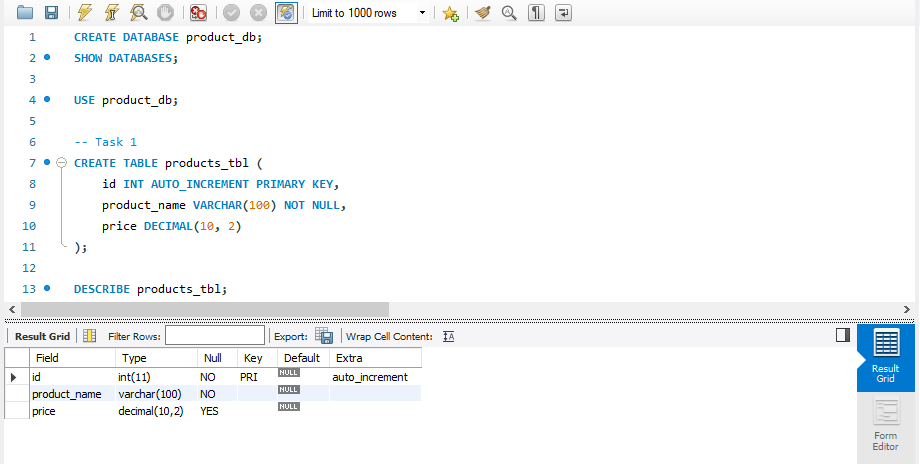 Limit to 1000 rows
1 CREATE DATABASE product_db;
2 SHOW DATABASES;
3
4 USE product_db;
5
6 -- Task 1
7 CREATE TABLE products_tbl (
8 id INT AUTO_INCREMENT PRIMARY KEY,
9 product_name VARCHAR(100) NOT NULL,
10 price DECIMAL(10, 2)
11 );
12
13 DESCRIBE products_tbl;
Result Grid Filter Rows: Export: Wrap Cell Content:
Field Type Null Key Default Extra
id int(11) NO PRI NULL auto_increment
product_name varchar(100) NO NULL
price decimal(10,2) YES NULL
Result
Grid
Form
Editor